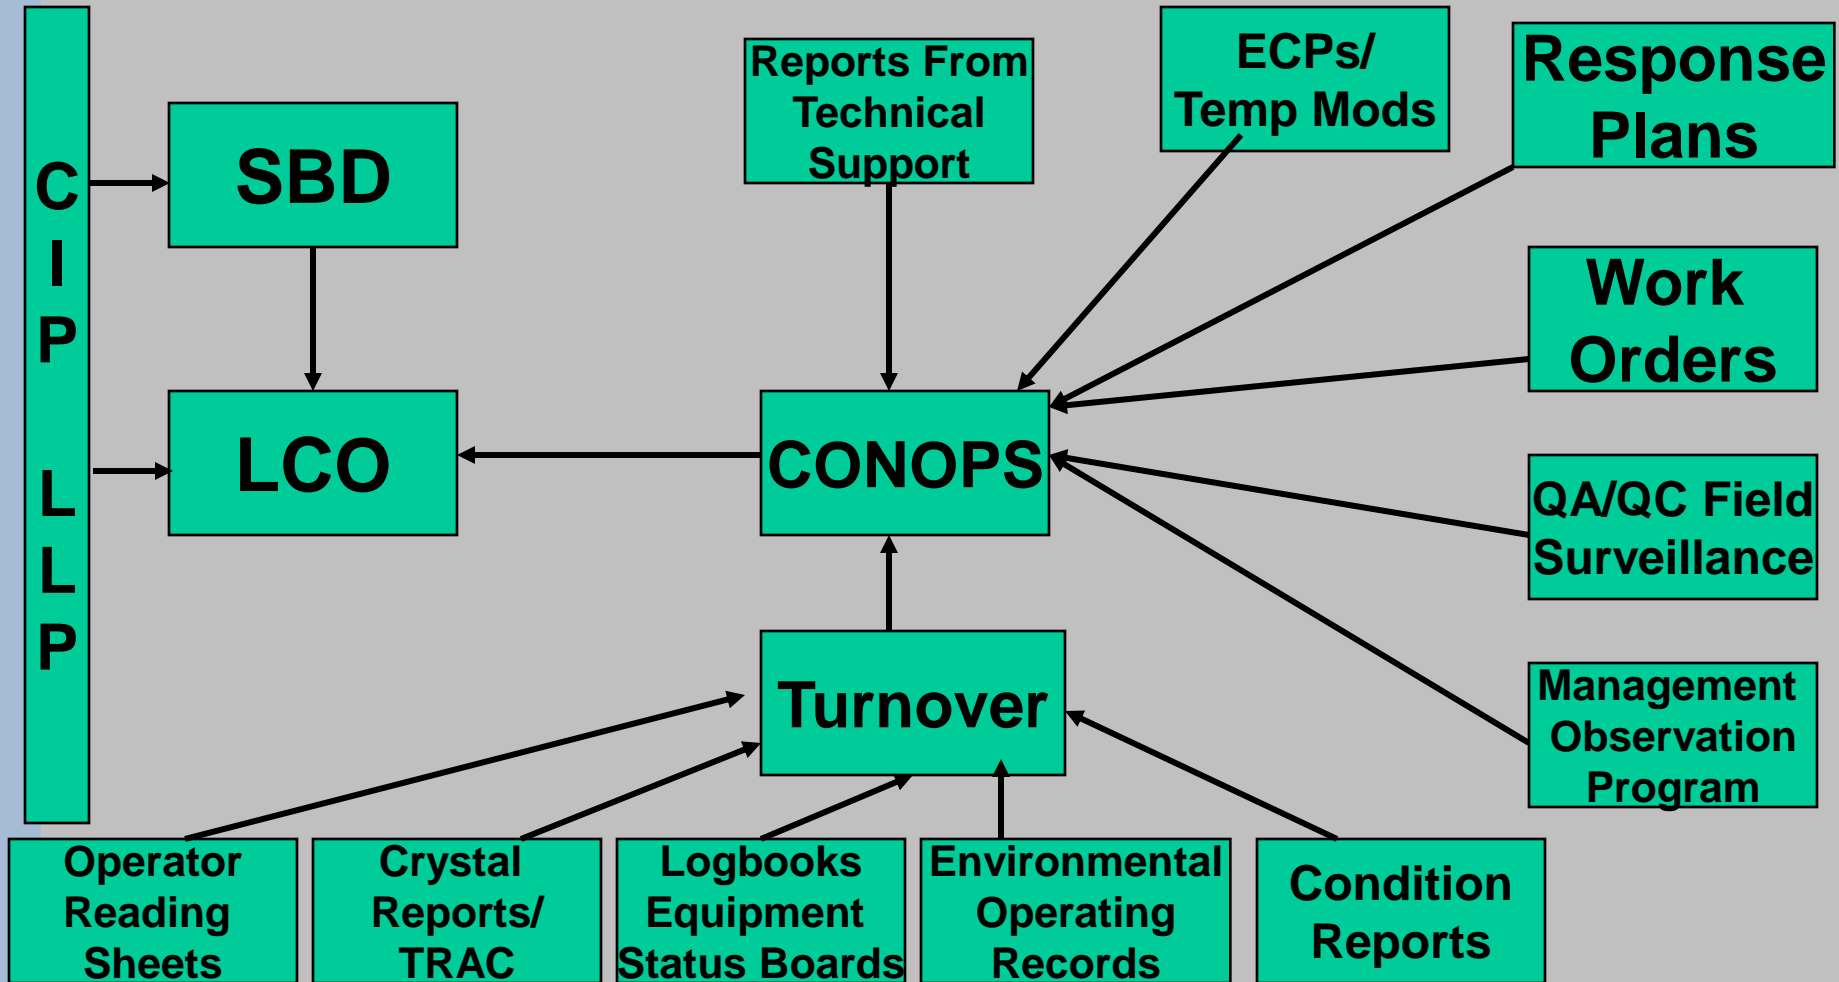 C
I
P
L
L
P
SBD
LCO
Reports From
Technical
Support
ECPs/
Temp Mods
Response
Plans
Work
Orders
CONOPS
QA/QC Field
Surveillance
Turnover
Management
Observation
Program
Operator
Reading
Sheets
Crystal
Reports/
TRAC
Logbooks
Equipment
Status Boards
Environmental
Operating
Records
Condition
Reports